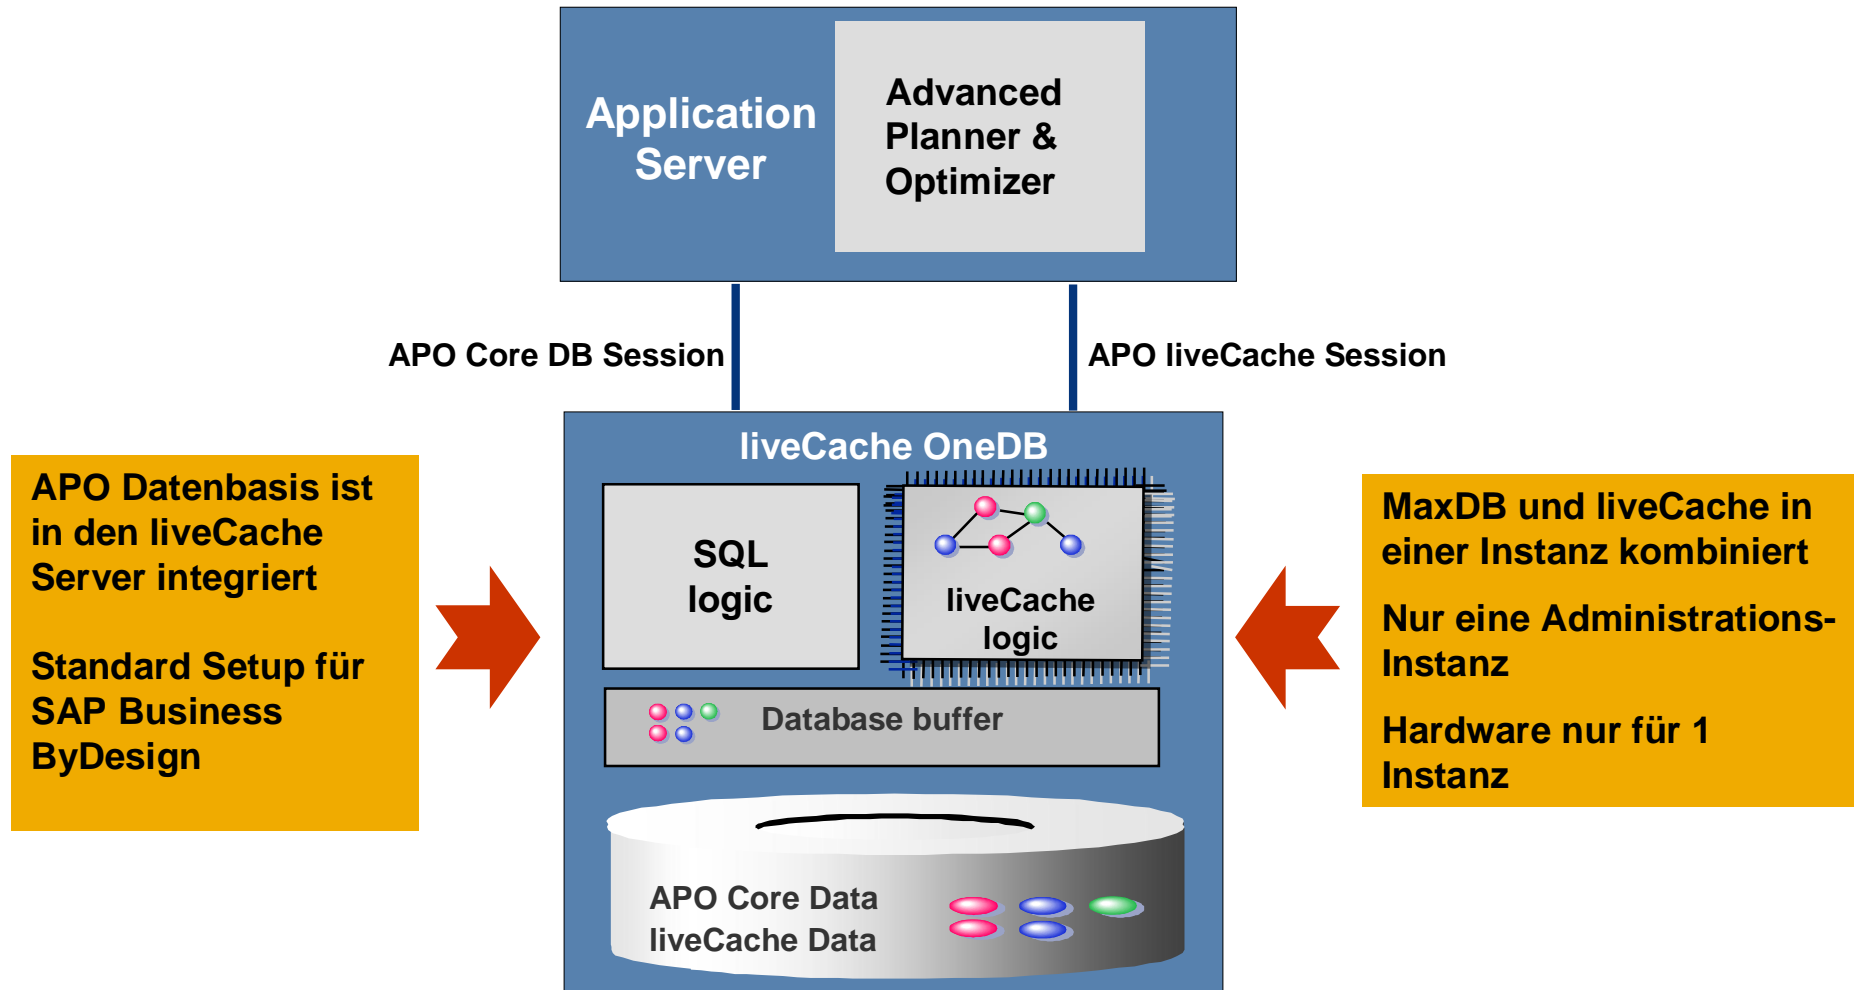 Application
Server
Advanced
Planner &
Optimizer
APO Core DB Session
APO liveCache Session
liveCache OneDB
APO Datenbasis ist
in den liveCache
Server integriert
Standard Setup für
SAP Business
ByDesign
SQL
logic
liveCache
logic
MaxDB und liveCache in
einer Instanz kombiniert
Nur eine Administrations-
Instanz
Hardware nur für 1
Instanz
Database buffer
APO Core Data
liveCache Data